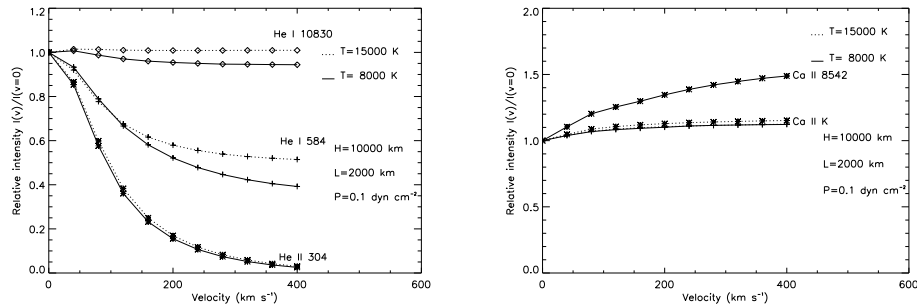 1.2
1.0
0.8
0.6
0.4
0.2
0.0
0
200
400
600
Relative intensity I(v)/I(v=0)
Velocity (km s⁻¹)
He I 10830
T=15000 K
T= 8000 K
He I 584
H=10000 km
L=2000 km
P=0.1 dyn cm⁻²
He II 304
2.0
1.5
1.0
0.5
0.0
0
200
400
600
Relative intensity I(v)/I(v=0)
Velocity (km s⁻¹)
T=15000 K
T= 8000 K
Ca II 8542
Ca II K
H=10000 km
L=2000 km
P=0.1 dyn cm⁻²